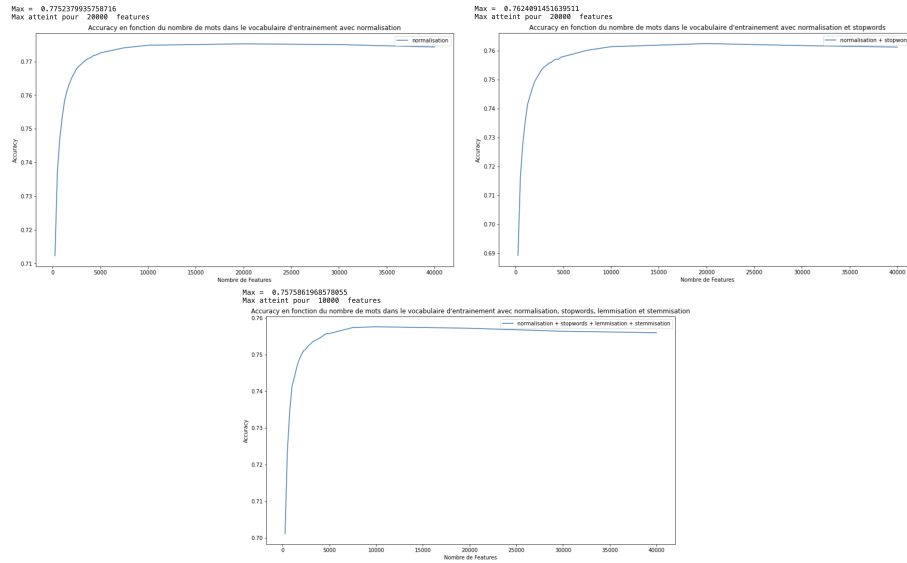 Max = 0.7752379935758716
Max atteint pour 20000 features
Accuracy en fonction du nombre de mots dans le vocabulaire d'entrainement avec normalisation
normalisation
0.77
0.76
0.75
0.74
0.73
0.72
0.71
Accuracy
0 5000 10000 15000 20000 25000 30000 35000 40000
Nombre de Features
Max = 0.7624091451639511
Max atteint pour 20000 features
Accuracy en fonction du nombre de mots dans le vocabulaire d'entrainement avec normalisation et stopwords
normalisation + stopwor
0.76
0.75
0.74
0.73
0.72
0.71
0.70
0.69
Accuracy
0 5000 10000 15000 20000 25000 30000 35000 40000
Nombre de Features
Max = 0.7575861968578055
Max atteint pour 10000 features
Accuracy en fonction du nombre de mots dans le vocabulaire d'entrainement avec normalisation, stopwords, lemmisation et stemmisation
normalisation + stopwords + lemmisation + stemmisation
0.76
0.75
0.74
0.73
0.72
0.71
0.70
Accuracy
0 5000 10000 15000 20000 25000 30000 35000 40000
Nombre de Features